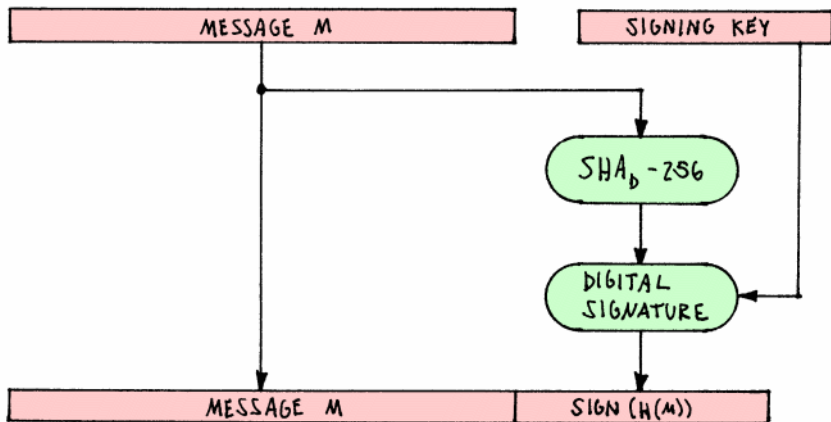 MESSAGE M
SIGNING KEY
SHA_D-256
DIGITAL
SIGNATURE
MESSAGE M
SIGN (H(M))